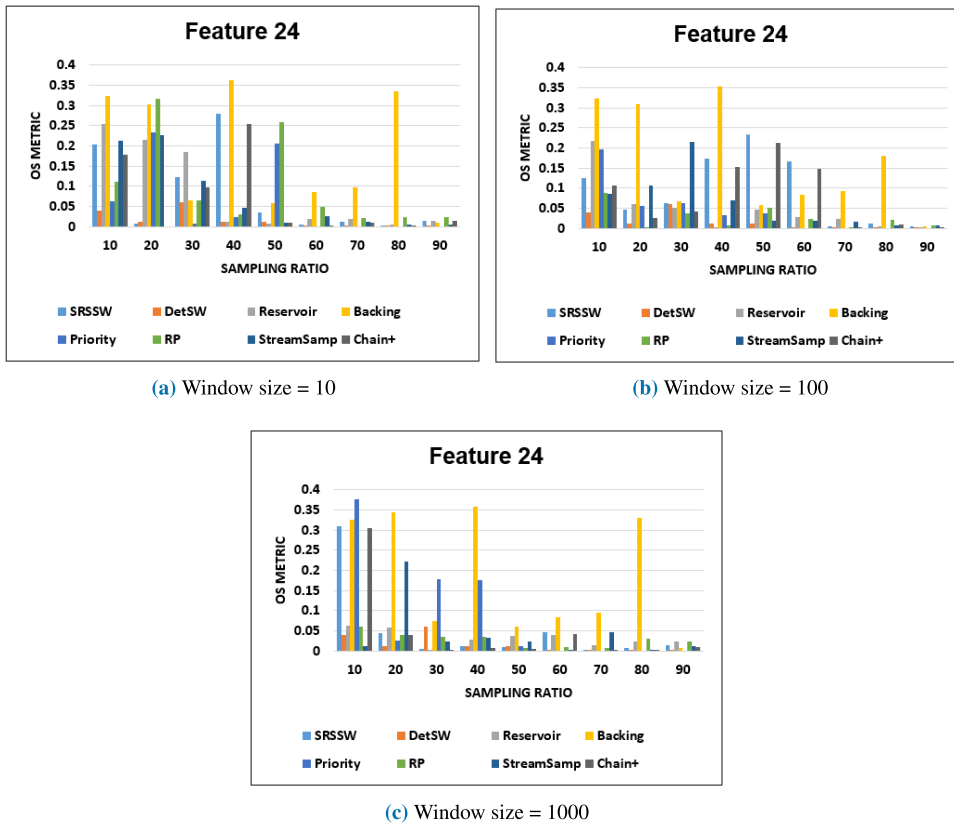 Feature 24
OS METRIC
0.4
0.35
0.3
0.25
0.2
0.15
0.1
0.05
0
10 20 30 40 50 60 70 80 90
SAMPLING RATIO
SRSSW DetSW Reservoir Backing
Priority RP StreamSamp Chain+
(a) Window size = 10
Feature 24
OS METRIC
0.4
0.35
0.3
0.25
0.2
0.15
0.1
0.05
0
10 20 30 40 50 60 70 80 90
SAMPLING RATIO
SRSSW DetSW Reservoir Backing
Priority RP StreamSamp Chain+
(b) Window size = 100
Feature 24
OS METRIC
0.4
0.35
0.3
0.25
0.2
0.15
0.1
0.05
0
10 20 30 40 50 60 70 80 90
SAMPLING RATIO
SRSSW DetSW Reservoir Backing
Priority RP StreamSamp Chain+
(c) Window size = 1000